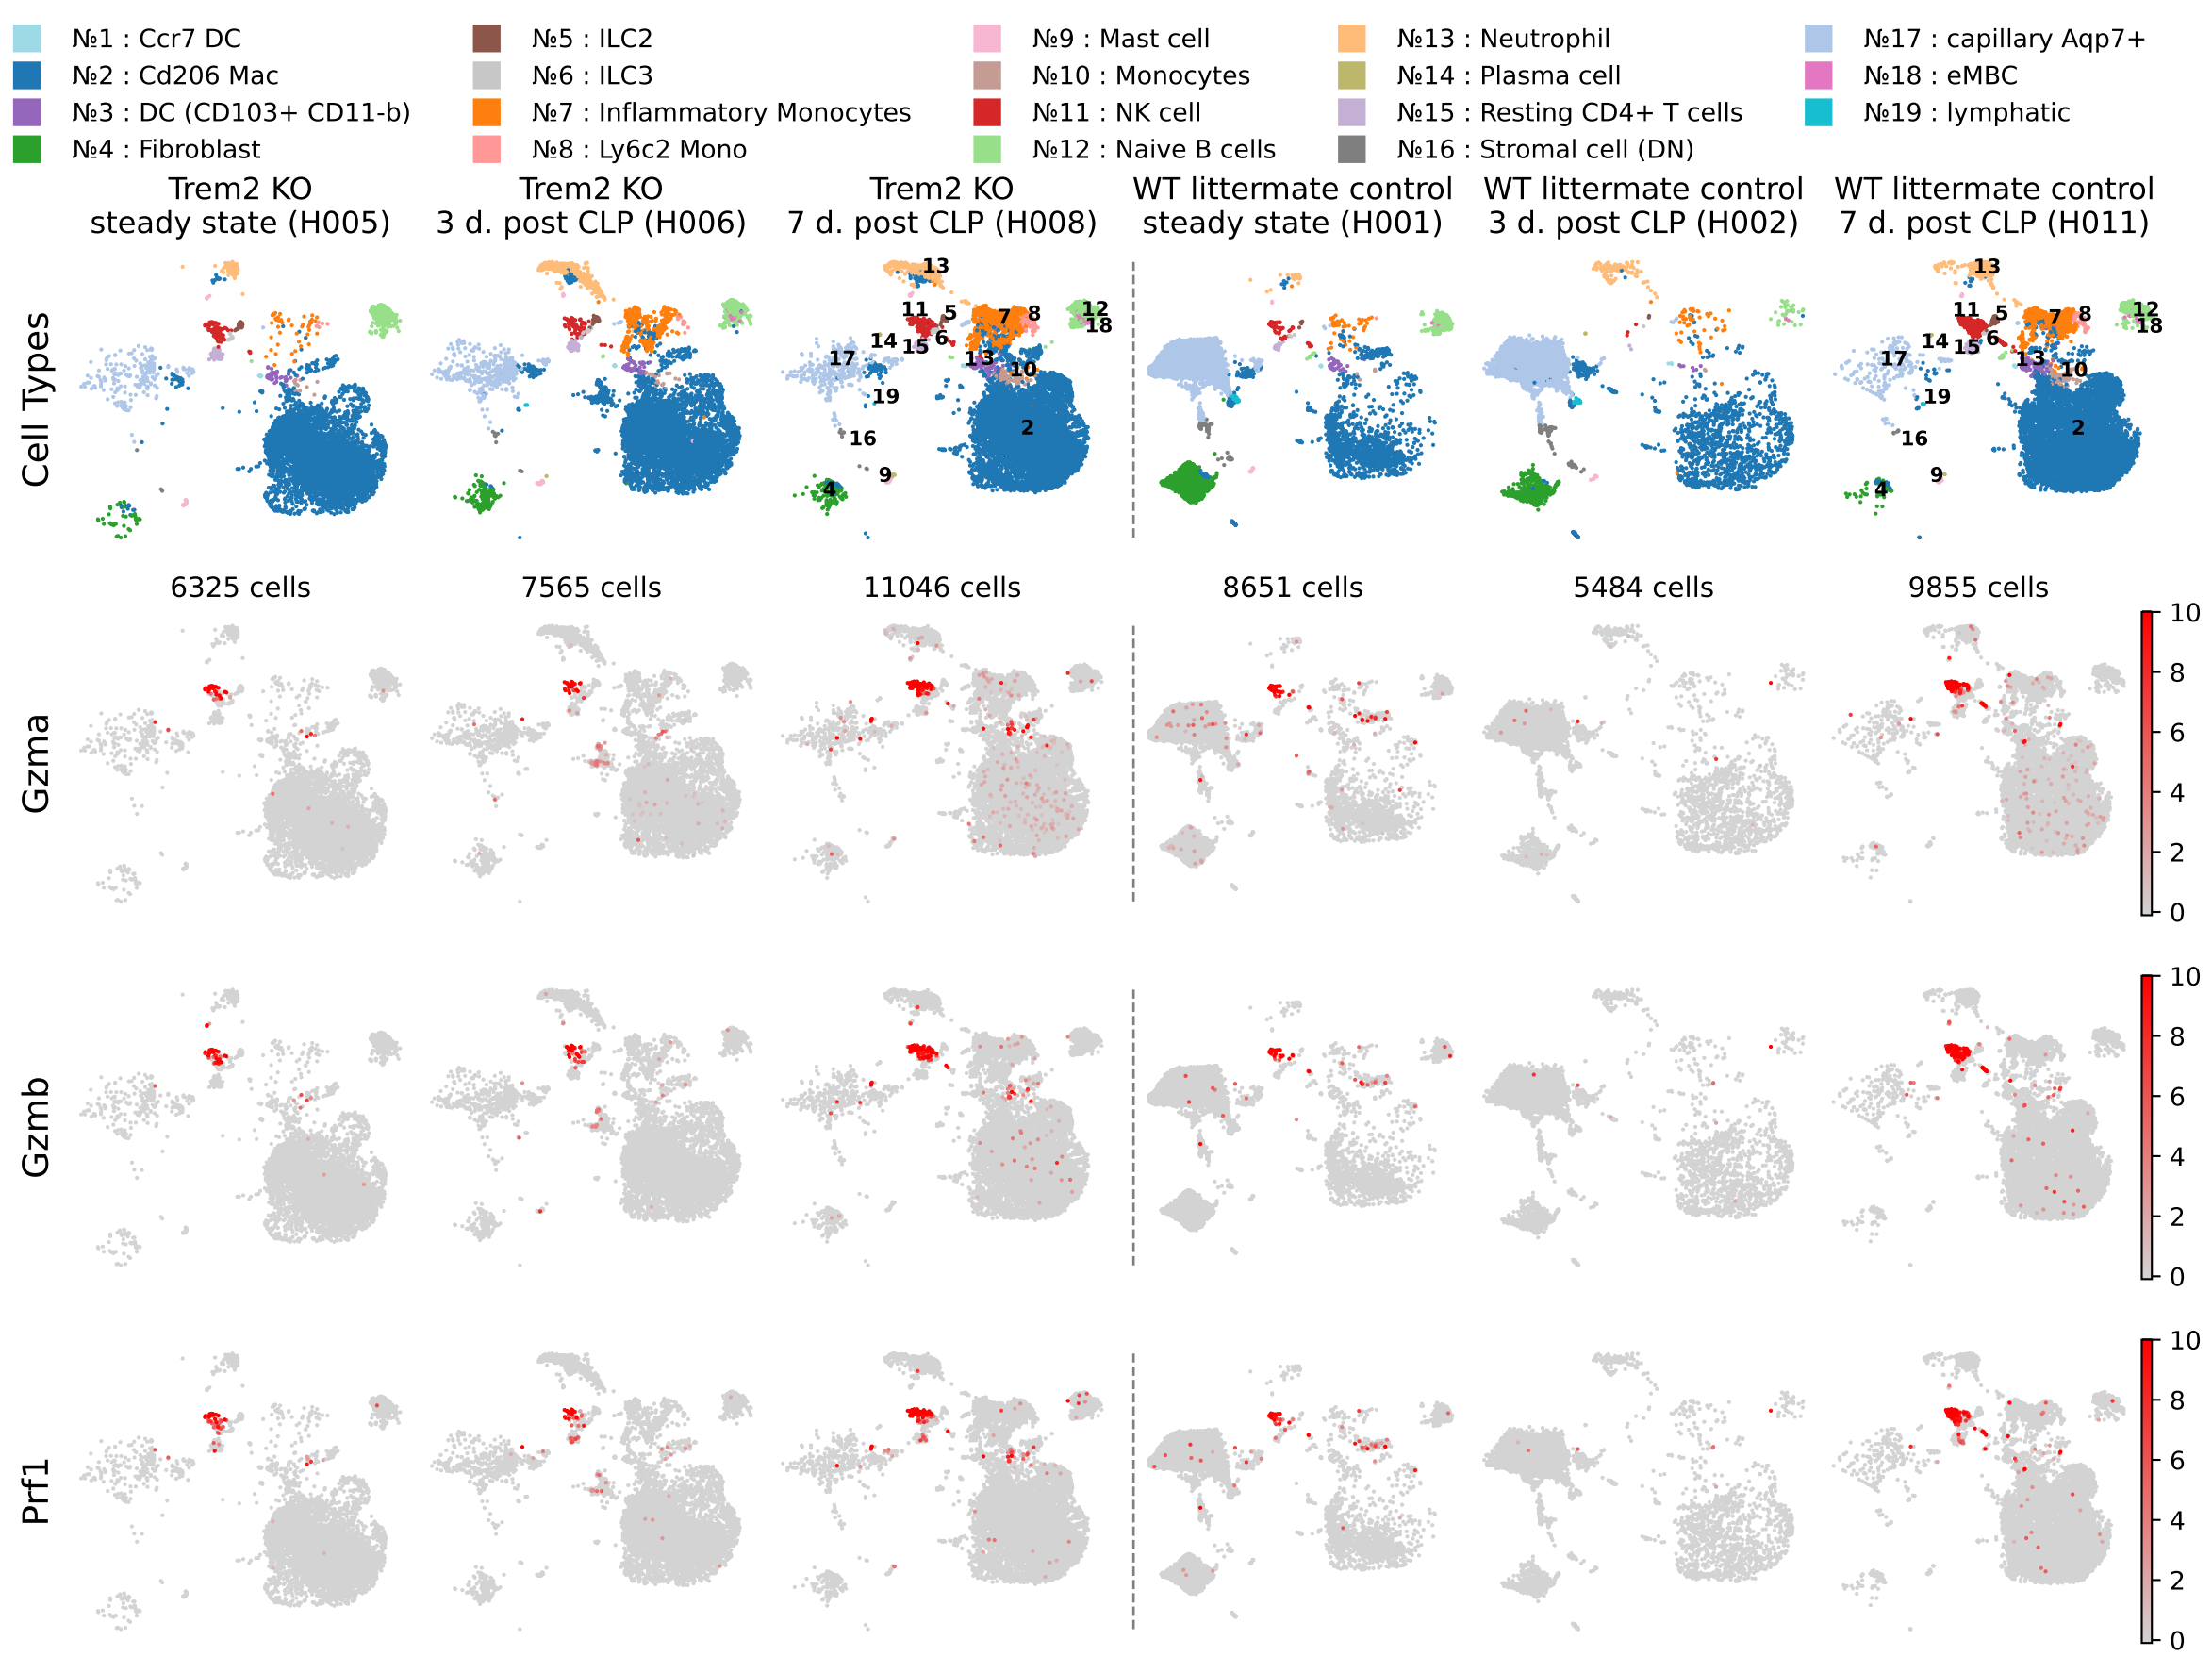 №1 : Ccr7 DC
№2 : Cd206 Mac
№3 : DC (CD103+ CD11-b)
№4 : Fibroblast
№5 : ILC2
№6 : ILC3
№7 : Inflammatory Monocytes
№8 : Ly6c2 Mono
№9 : Mast cell
№10 : Monocytes
№11 : NK cell
№12 : Naive B cells
№13 : Neutrophil
№14 : Plasma cell
№15 : Resting CD4+ T cells
№16 : Stromal cell (DN)
№17 : capillary Aqp7+
№18 : eMBC
№19 : lymphatic
Trem2 KO
steady state (H005)
Trem2 KO
3 d. post CLP (H006)
Trem2 KO
7 d. post CLP (H008)
WT littermate control
steady state (H001)
WT littermate control
3 d. post CLP (H002)
WT littermate control
7 d. post CLP (H011)
Cell Types
13
11
5
7
8
12
18
6
14
15
17
13
10
19
2
16
9
4
13
11
5
7
8
12
18
6
14
15
17
13
10
19
2
16
9
4
6325 cells
7565 cells
11046 cells
8651 cells
5484 cells
9855 cells
Gzma
10
8
6
4
2
0
Gzmb
10
8
6
4
2
0
Prf1
10
8
6
4
2
0